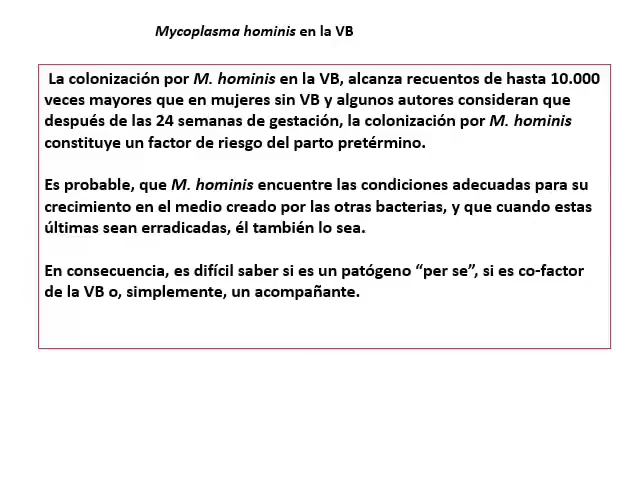 Mycoplasma hominis en la VB
La colonización por M. hominis en la VB, alcanza recuentos de hasta 10.000
veces mayores que en mujeres sin VB y algunos autores consideran que
después de las 24 semanas de gestación, la colonización por M. hominis
constituye un factor de riesgo del parto pretérmino.
Es probable, que M. hominis encuentre las condiciones adecuadas para su
crecimiento en el medio creado por las otras bacterias, y que cuando estas
últimas sean erradicadas, él también lo sea.
En consecuencia, es difícil saber si es un patógeno “per se”, si es co-factor
de la VB o, simplemente, un acompañante.